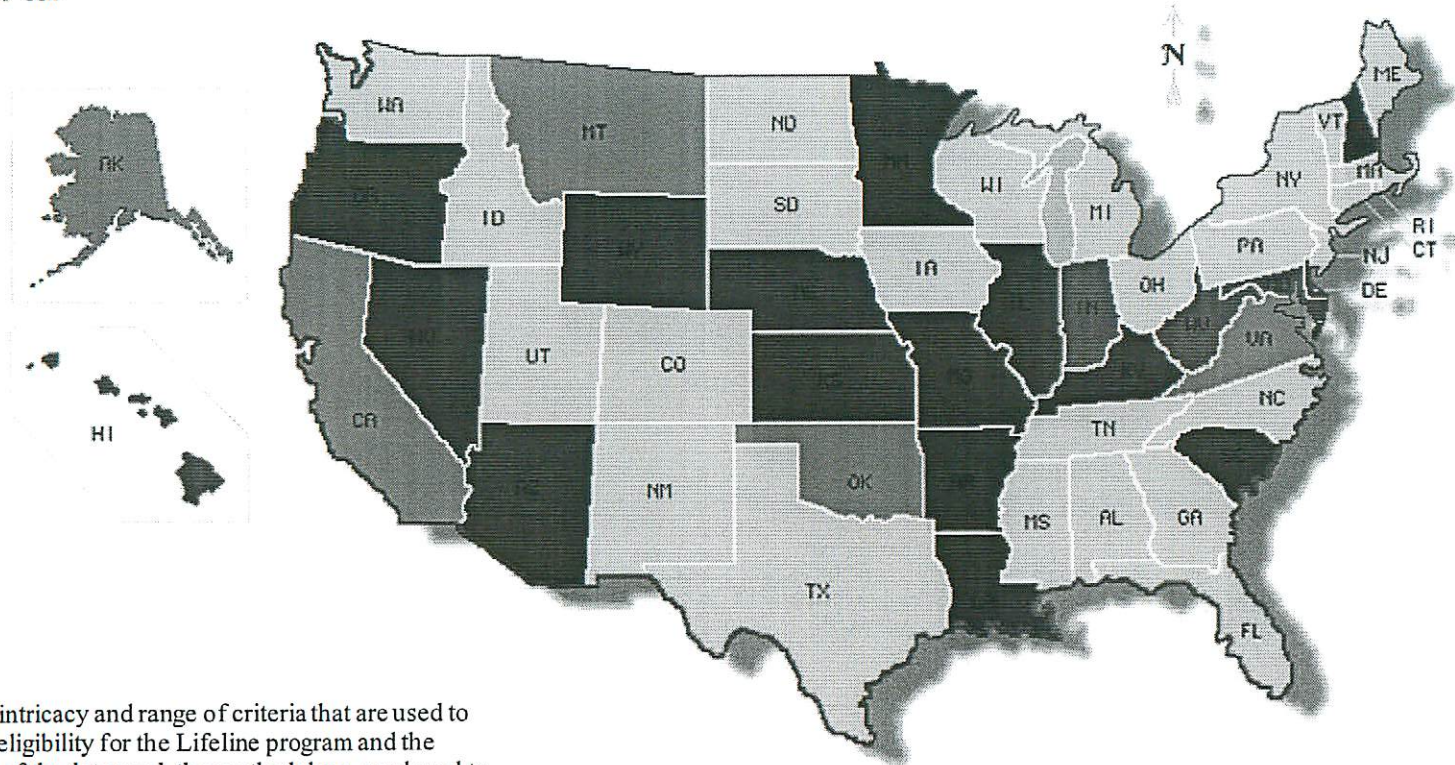 N
ME
WA
VT
MT
ND
AK
MA
NY
WI
SD
MI
ID
RI
PA
CT
IA
NJ
OH
DE
UT
CO
VA
CA
NC
HI
TN
OK
NM
MS
AL
GA
TX
FL
intricacy and range of criteria that are used to
eligibility for the Lifeline program and the